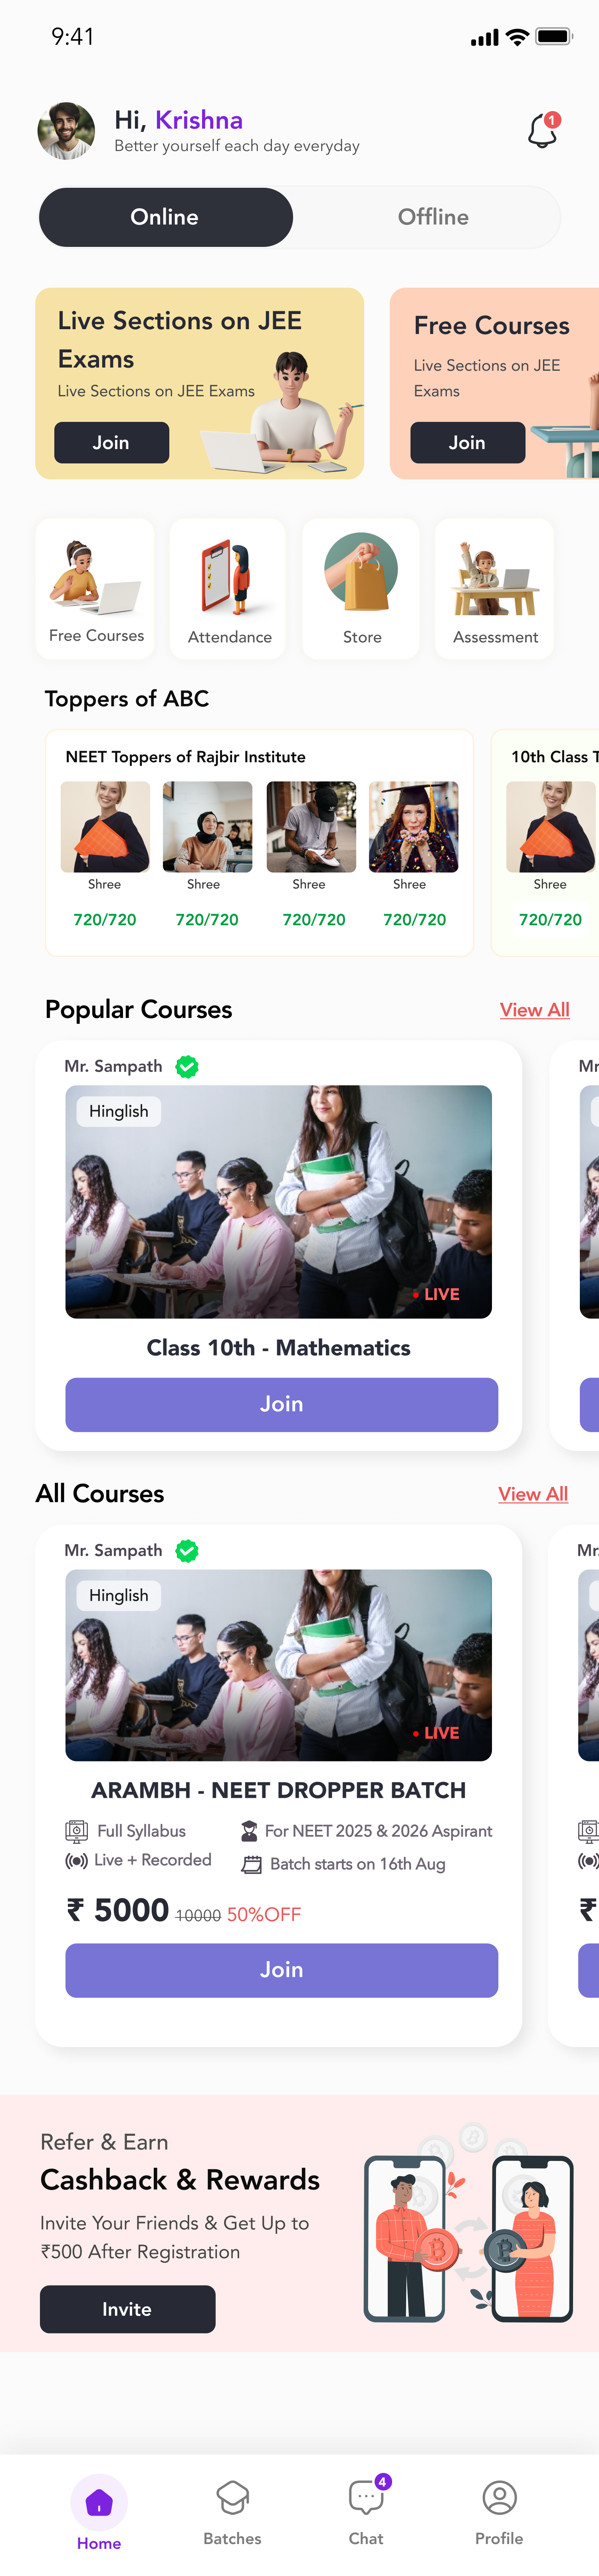 9:41
Hi, Krishna
Better yourself each day everyday
1
Online
Offline
Live Sections on JEE
Exams
Live Sections on JEE Exams
Join
Free Courses
Live Sections on JEE
Exams
Join
Free Courses
Attendance
Store
Assessment
Toppers of ABC
NEET Toppers of Rajbir Institute
Shree
Shree
Shree
Shree
720/720
720/720
720/720
720/720
10th Class T
Shree
720/720
Popular Courses
View All
Mr. Sampath
Hinglish
• LIVE
Class 10th - Mathematics
Join
Mr
All Courses
View All
Mr. Sampath
Hinglish
• LIVE
ARAMBH - NEET DROPPER BATCH
Full Syllabus
For NEET 2025 & 2026 Aspirant
Live + Recorded
Batch starts on 16th Aug
₹ 5000 10000 50%OFF
Join
Mr.
₹
Refer & Earn
Cashback & Rewards
Invite Your Friends & Get Up to
₹500 After Registration
Invite
Home
Batches
4
Chat
Profile